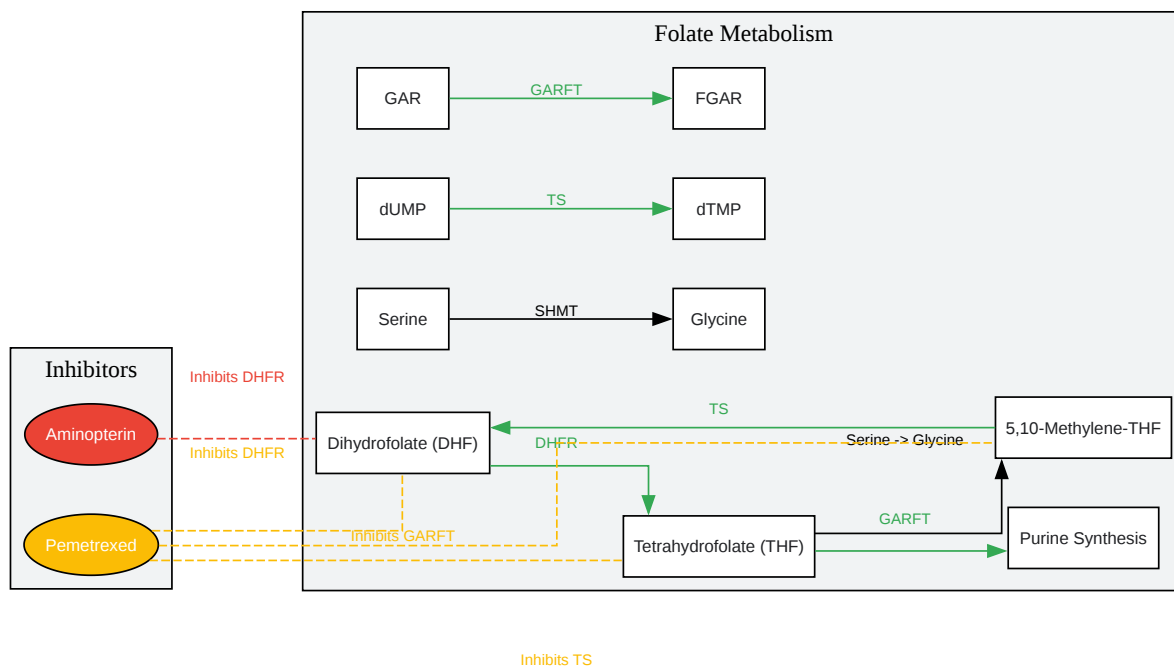 Folate Metabolism
GAR
GARFT
FGAR
dUMP
TS
dTMP
Serine
SHMT
Glycine
Inhibitors
Inhibits DHFR
Aminopterin
Inhibits DHFR
Pemetrexed
Dihydrofolate (DHF)
TS
DHFR
Serine -> Glycine
5,10-Methylene-THF
Inhibits GARFT
Tetrahydrofolate (THF)
GARFT
Purine Synthesis
Inhibits TS